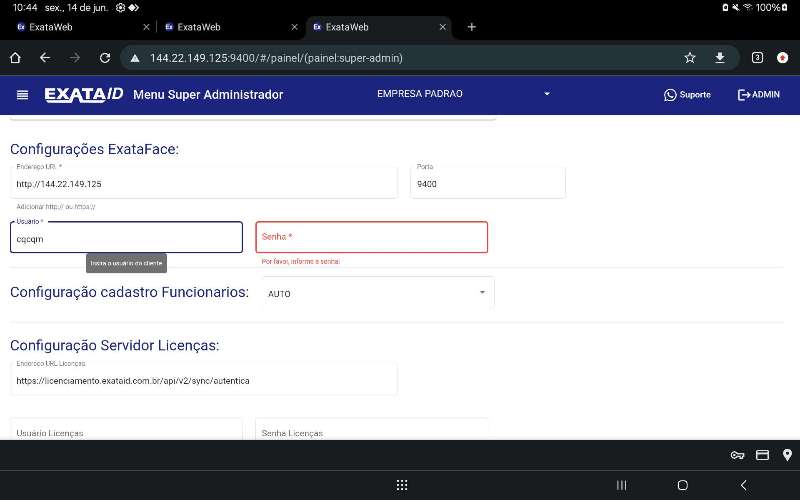 10:44 sex., 14 de jun. 100%
ExataWeb ExataWeb ExataWeb
144.22.149.125:9400/#/painel/(painel:super-admin) 3
EXATAID Menu Super Administrador EMPRESA PADRAO Suporte ADMIN
Configurações ExataFace:
Endereço URL * Porta
http://144.22.149.125 9400
Adicionar http:// ou https://
Usuário *
cqcqm Senha *
Insira o usuário do cliente Por favor, informe a senha!
Configuração cadastro Funcionarios: AUTO
Configuração Servidor Licenças:
Endereço URL Licenças
https://licenciamento.exataid.com.br/api/v2/sync/autentica
Usuário Licenças Senha Licenças